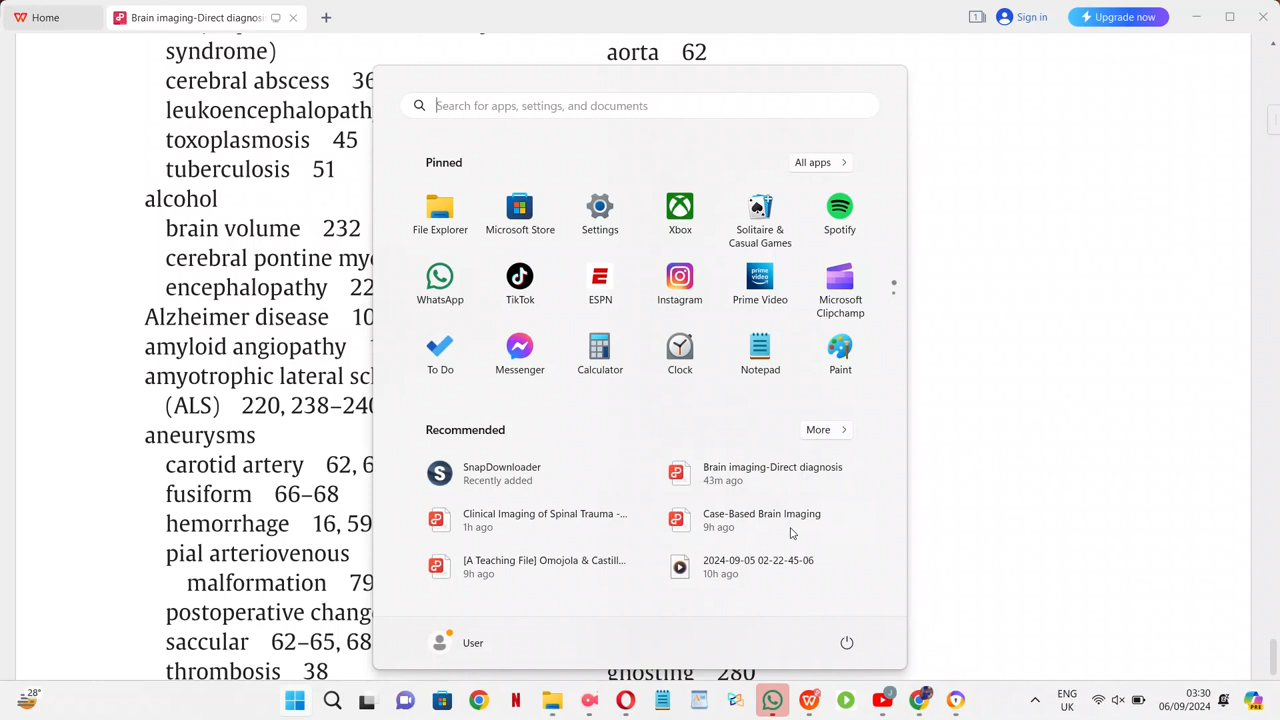 Home
Brain imaging-Direct diagnosis
Sign in
Upgrade now
syndrome)
aorta 62
cerebral abscess 36
leukoencephalopath
toxoplasmosis 45
tuberculosis 51
alcohol
brain volume 232
cerebral pontine mye
encephalopathy 22
Alzheimer disease 10
amyloid angiopathy
amyotrophic lateral scl
(ALS) 220, 238–240
aneurysms
carotid artery 62, 6
fusiform 66–68
hemorrhage 16, 59
pial arteriovenous
malformation 79
postoperative change
saccular 62–65, 68
thrombosis 38
ghosting 280
Search for apps, settings, and documents
Pinned
All apps
File Explorer
Microsoft Store
Settings
Xbox
Solitaire &
Casual Games
Spotify
WhatsApp
TikTok
ESPN
Instagram
prime
video
Prime Video
Microsoft
Clipchamp
To Do
Messenger
Calculator
Clock
Notepad
Paint
Recommended
More
SnapDownloader
Recently added
Brain imaging-Direct diagnosis
43m ago
Clinical Imaging of Spinal Trauma -...
1h ago
Case-Based Brain Imaging
9h ago
[A Teaching File] Omojola & Castill...
9h ago
2024-09-05 02-22-45-06
10h ago
User
28°
ENG
UK
03:30
06/09/2024
PRE